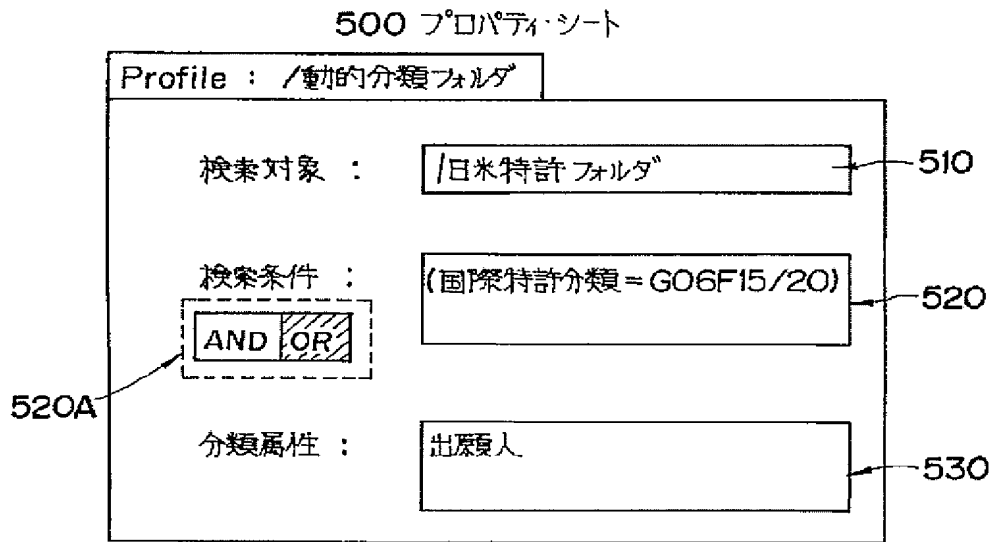 500 プロパティ・シート
Profile : /動的分類フォルダ
検索対象 : /日米特許フォルダ 510
検索条件 : (国際特許分類=G06F15/20) 520
AND OR
520A
分類属性 : 出願人 530